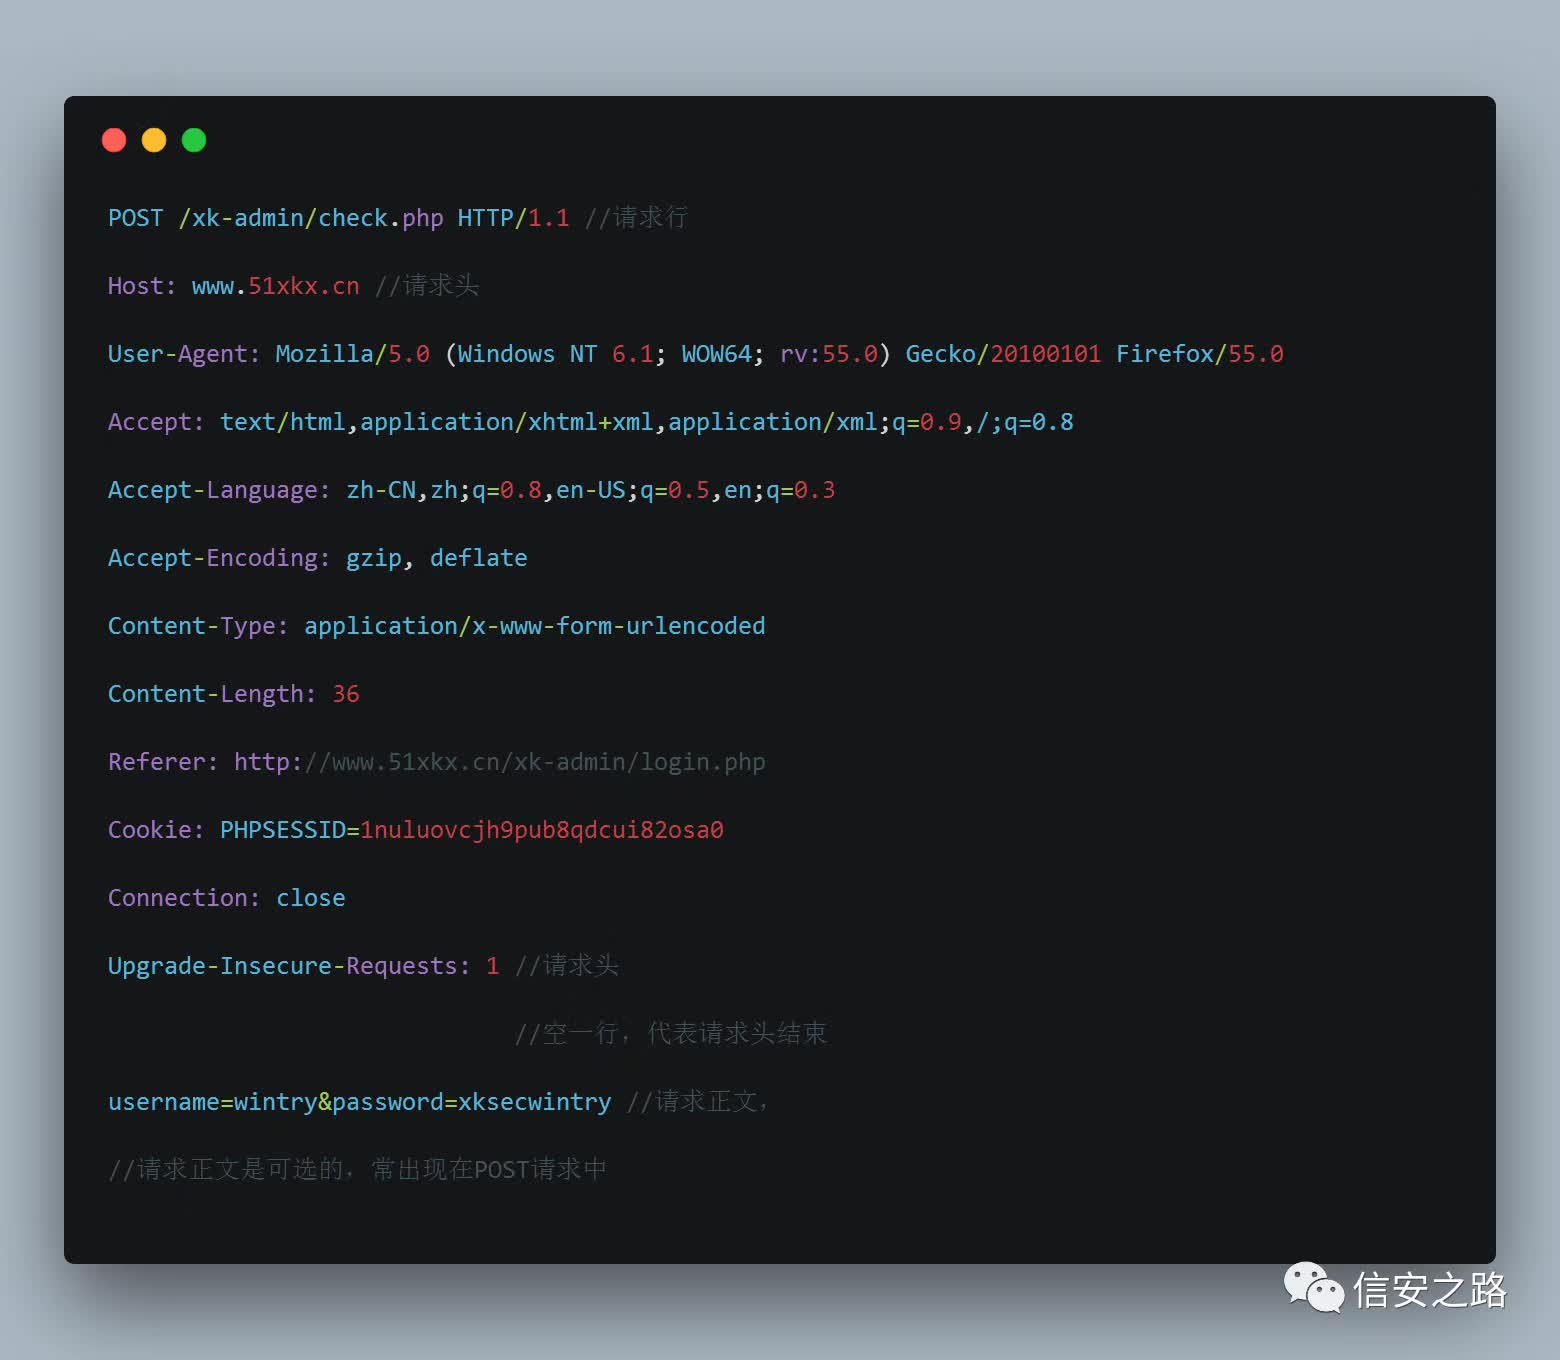 POST /xk-admin/check.php HTTP/1.1 //请求行
Host: www.51xkx.cn //请求头
User-Agent: Mozilla/5.0 (Windows NT 6.1; WOW64; rv:55.0) Gecko/20100101 Firefox/55.0
Accept: text/html,application/xhtml+xml,application/xml;q=0.9,/;q=0.8
Accept-Language: zh-CN,zh;q=0.8,en-US;q=0.5,en;q=0.3
Accept-Encoding: gzip, deflate
Content-Type: application/x-www-form-urlencoded
Content-Length: 36
Referer: http://www.51xkx.cn/xk-admin/login.php
Cookie: PHPSESSID=1nuluovcjh9pub8qdcui82osa0
Connection: close
Upgrade-Insecure-Requests: 1 //请求头
//空一行，代表请求头结束
username=wintry&password=xksecwintry //请求正文，
//请求正文是可选的，常出现在POST请求中
信安之路